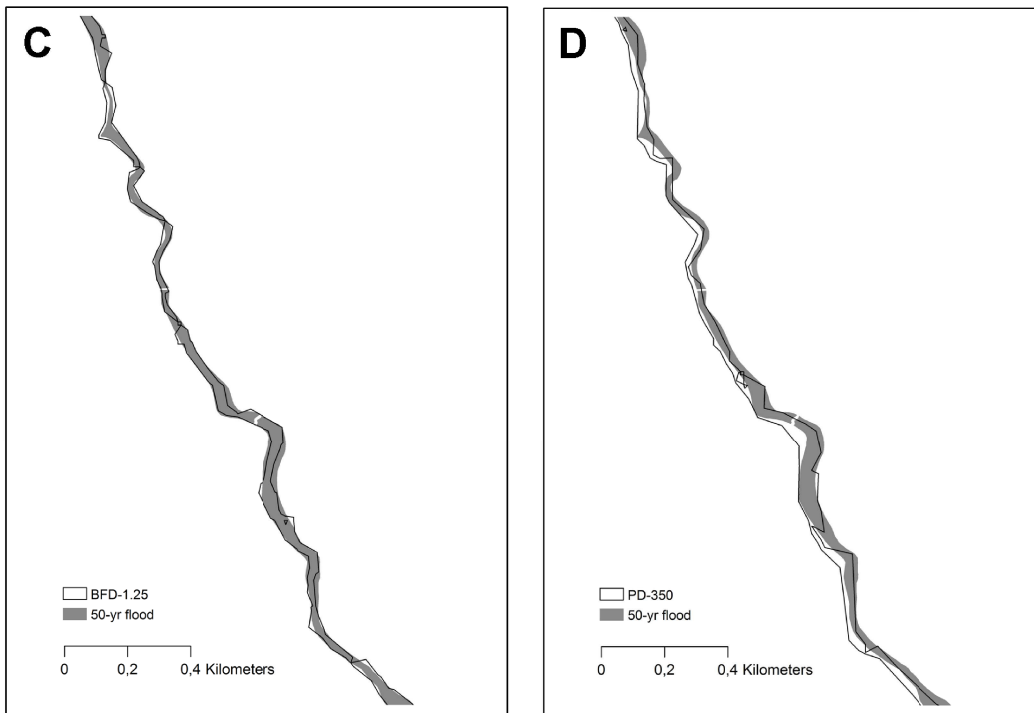 C
BFD-1.25
50-yr flood
0 0,2 0,4 Kilometers
D
PD-350
50-yr flood
0 0,2 0,4 Kilometers